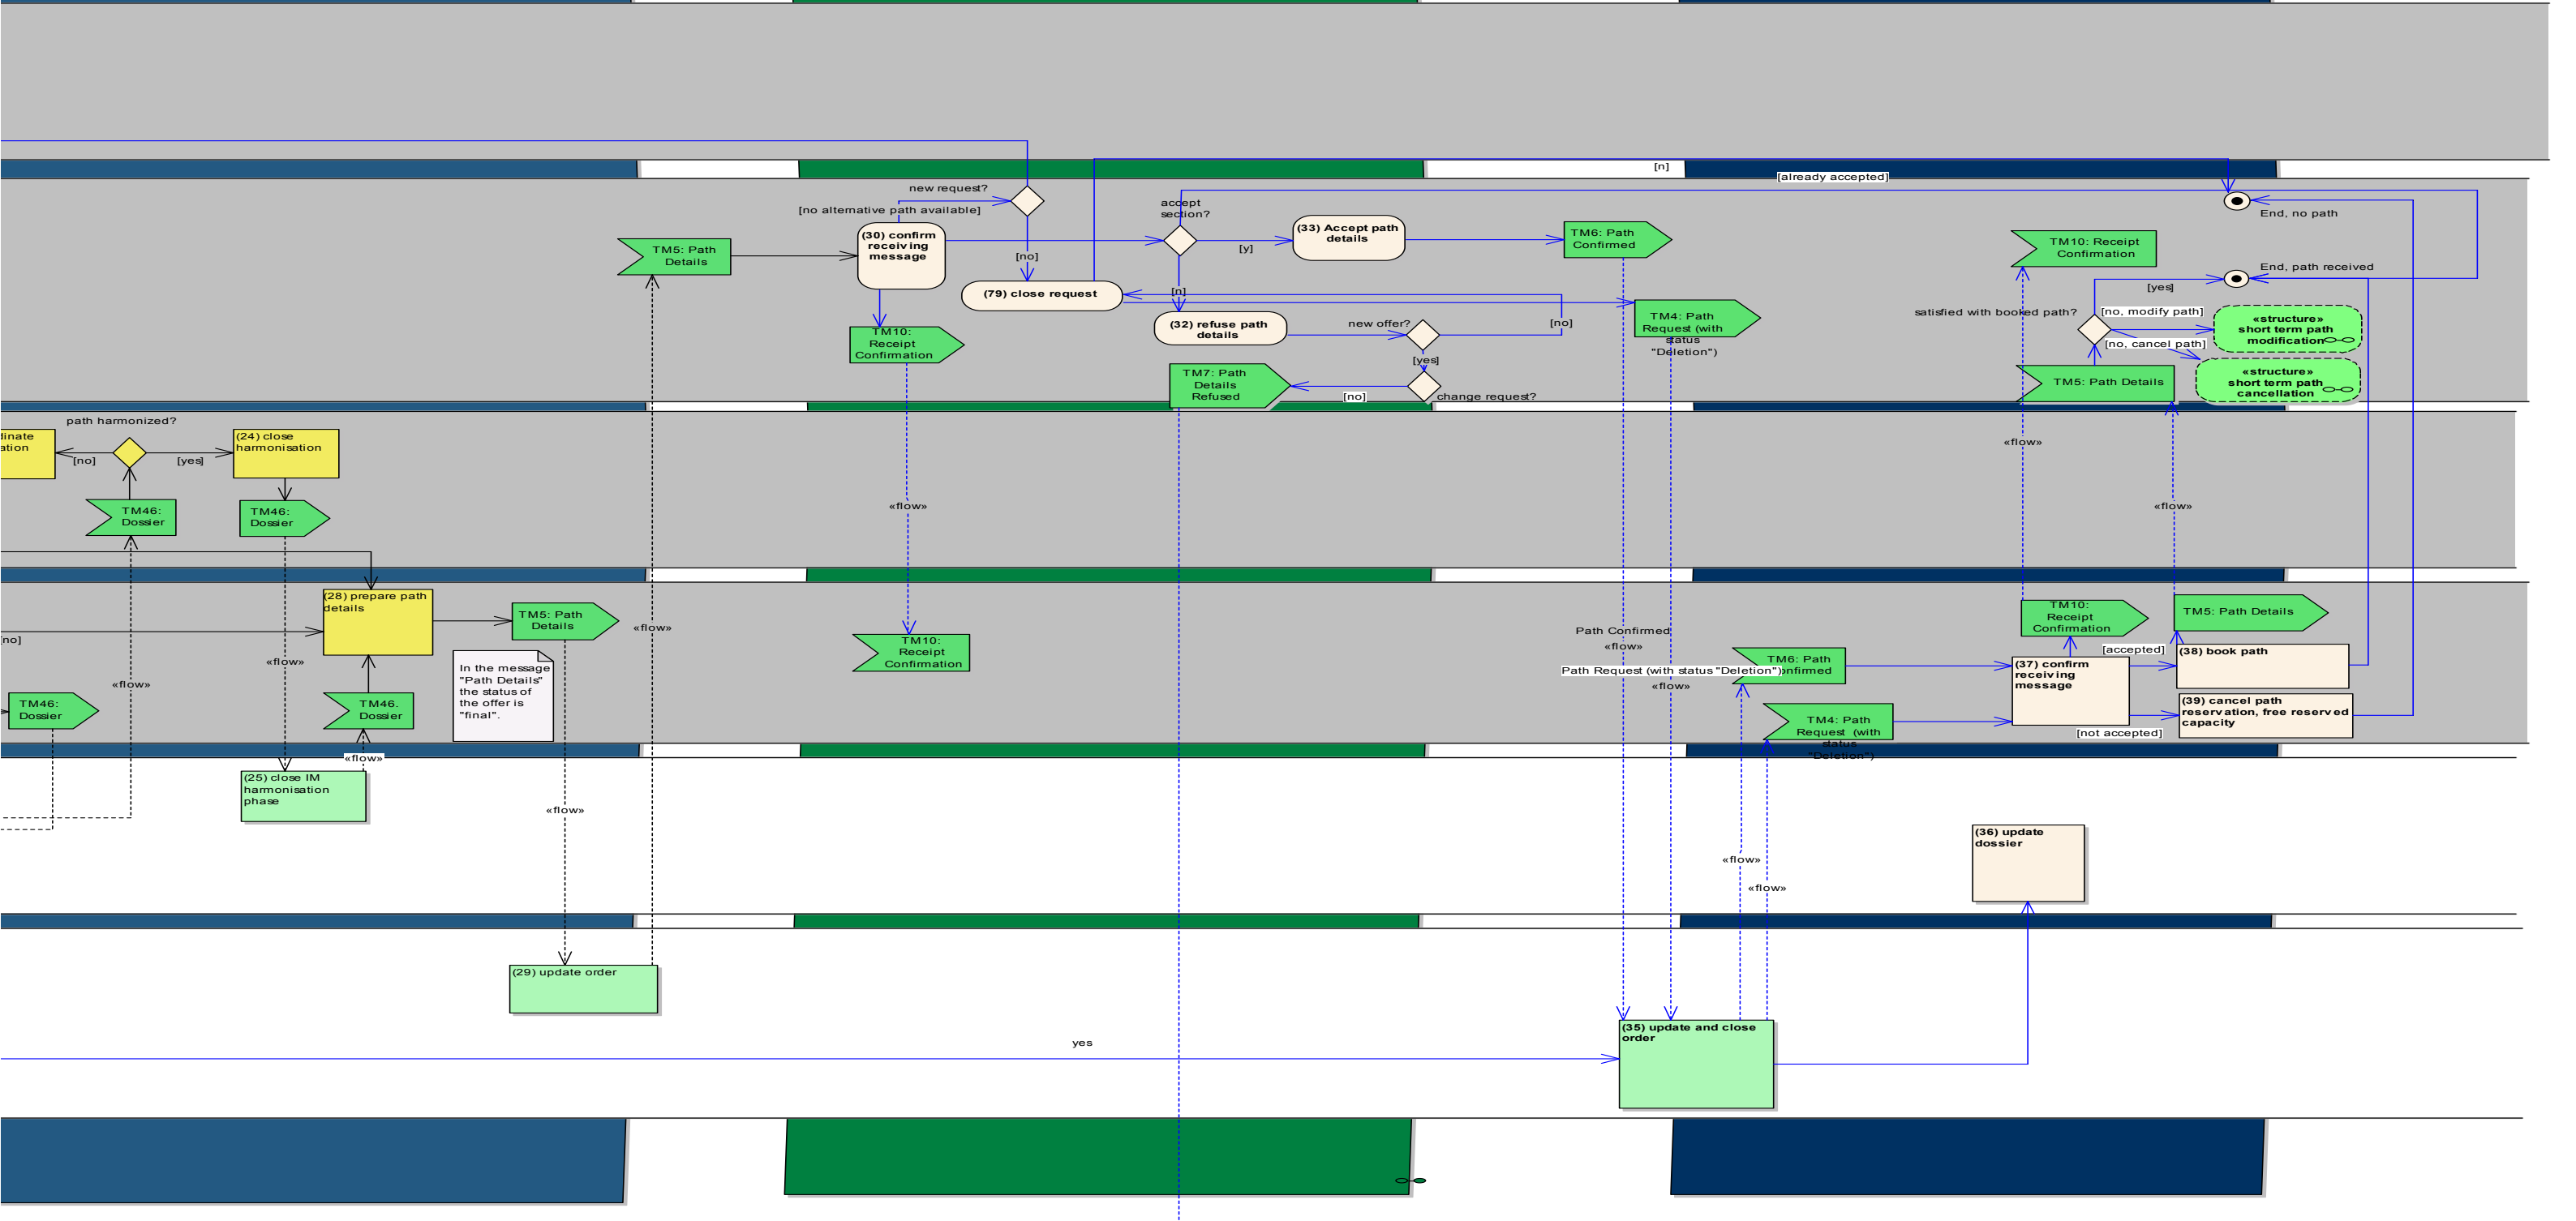 [n]
[already accepted]
new request?
[no alternative path available]
accept
section?
End, no path
(30) confirm
receiving
message
(33) Accept path
details
TM6: Path
Confirmed
TM5: Path
Details
[y]
[no]
TM10: Receipt
Confirmation
End, path received
[yes]
(79) close request
[n]
(32) refuse path
details
new offer?
[no]
TM4: Path
Request (with
status
"Deletion")
satisfied with booked path?
[no, modify path]
«structure»
short term path
modification
[no, cancel path]
TM10:
Receipt
Confirmation
[yes]
TM7: Path
Details
Refused
[no]
change request?
TM5: Path Details
«structure»
short term path
cancellation
path harmonized?
dinate
ation
[no]
[yes]
(24) close
harmonisation
«flow»
TM46:
Dossier
TM46:
Dossier
«flow»
«flow»
(28) prepare path
details
TM5: Path
Details
«flow»
no]
«flow»
TM10:
Receipt
Confirmation
Path Confirmed
«flow»
Path Request (with status "Deletion")
«flow»
TM6: Path
onfirmed
TM10:
Receipt
Confirmation
TM5: Path Details
[accepted]
(37) confirm
receiving
message
(38) book path
(39) cancel path
reservation, free reserved
capacity
[not accepted]
TM4: Path
Request (with
status
"Deletion")
«flow»
In the message
"Path Details"
the status of
the offer is
"final".
TM46:
Dossier
TM46.
Dossier
«flow»
(25) close IM
harmonisation
phase
«flow»
(36) update
dossier
«flow»
«flow»
(29) update order
yes
(35) update and close
order